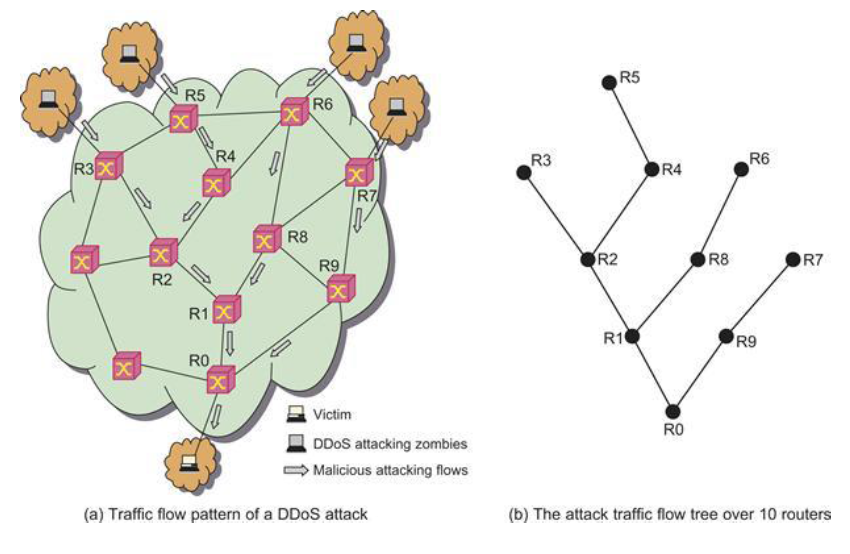 R5
R6
R4
R3
R7
R8
R2
R9
R1
R0
Victim
DDoS attacking zombies
Malicious attacking flows
(a) Traffic flow pattern of a DDoS attack
R5
R3
R4
R6
R2
R8
R7
R1
R9
R0
(b) The attack traffic flow tree over 10 routers